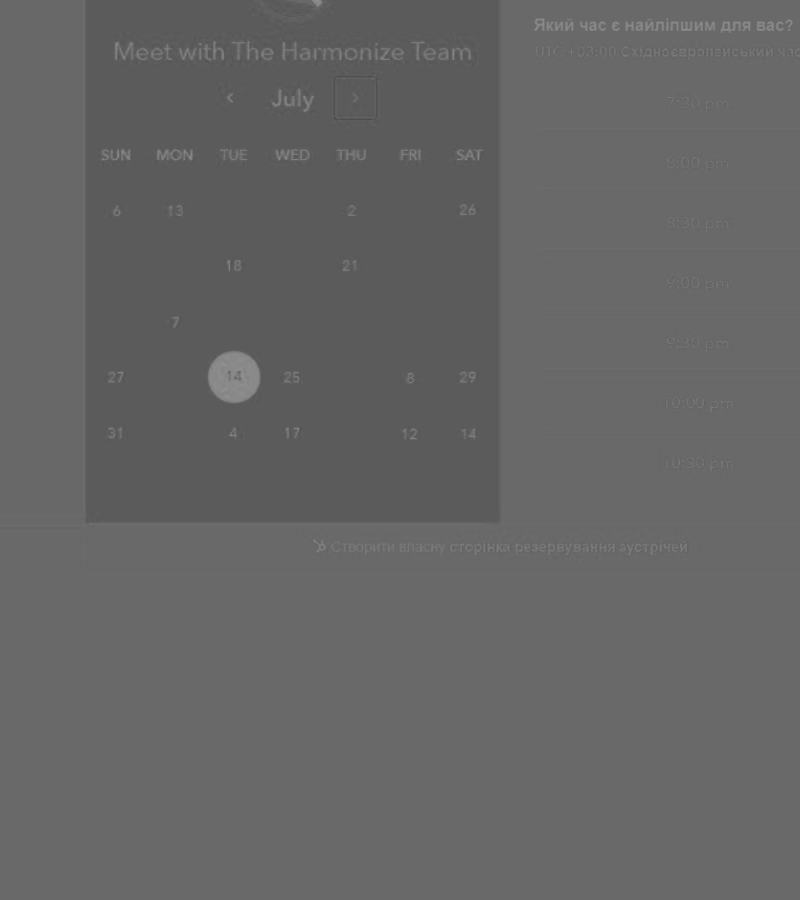 Meet with The Harmonize Team
‹ July ›
SUN MON TUE WED THU FRI SAT
6 13 2 26
18 21
7
27 14 25 8 29
31 4 17 12 14
Який час є найліпшим для вас?
UTC +03:00 Східноєвропейський
7:30 pm
8:00 pm
8:30 pm
9:00 pm
9:30 pm
10:00 pm
10:30 pm
Створити власну сторінка резервування зустрічей